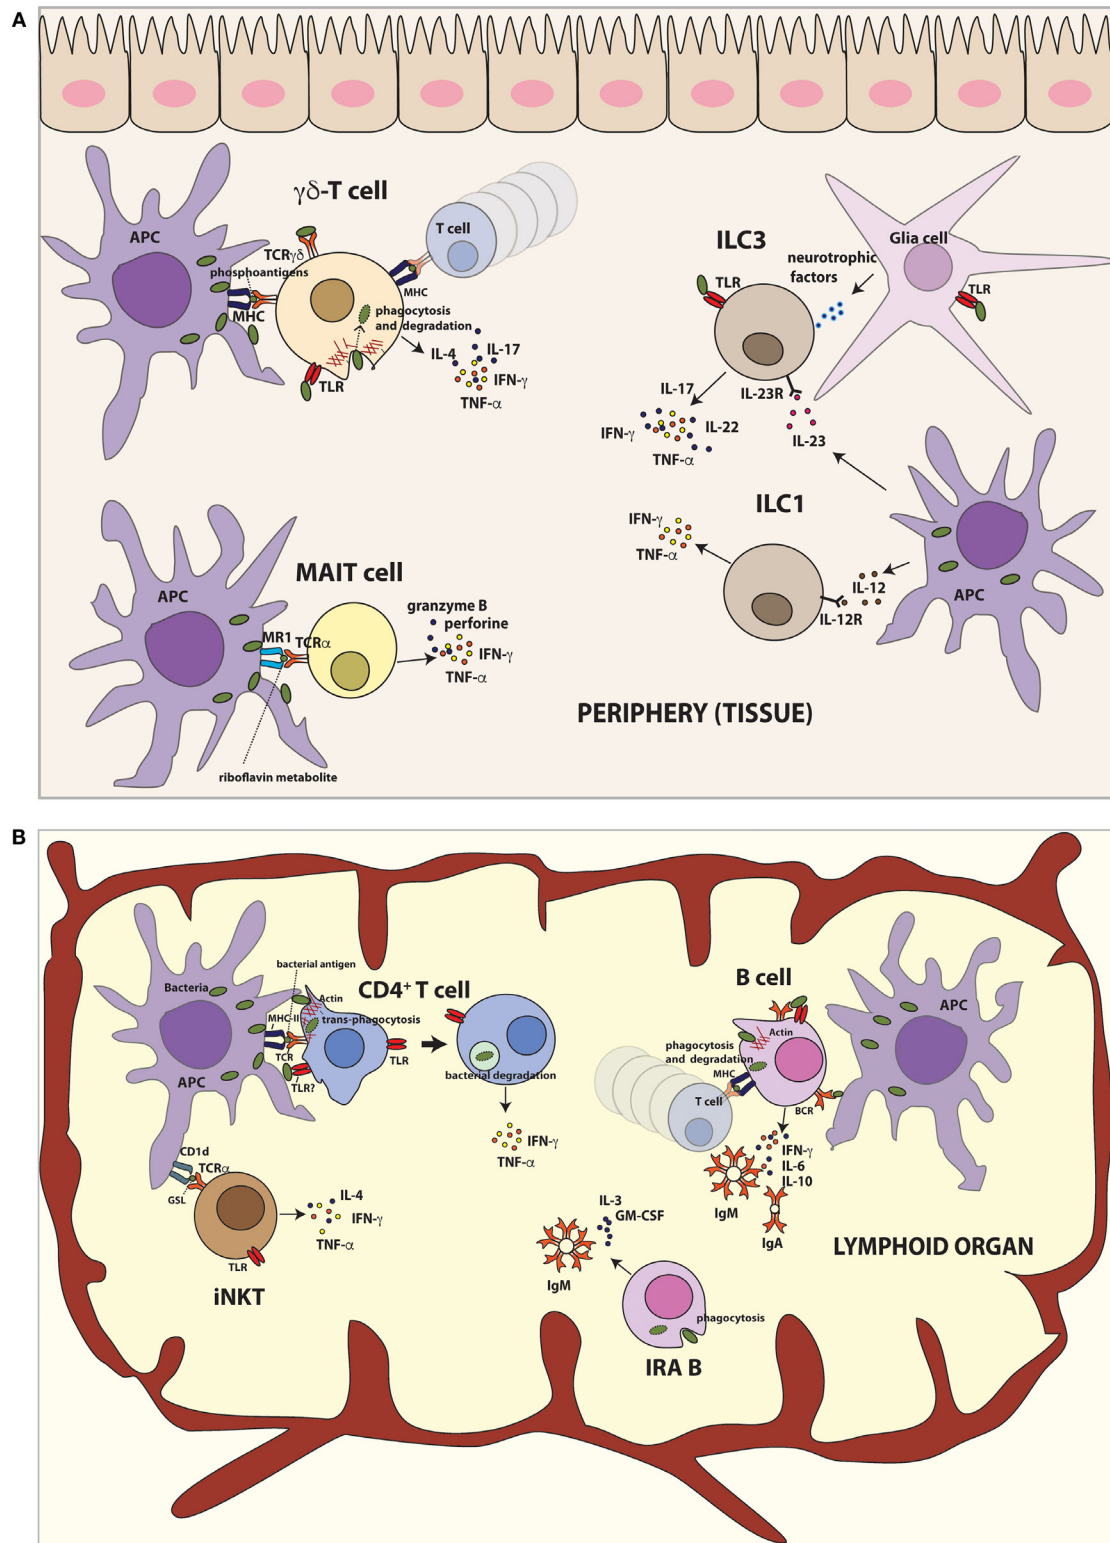 A
γδ-T cell
APC
TCRγδ
phosphoantigens
MHC
T cell
MHC
phagocytosis
and degradation
TLR
IL-4
IL-17
IFN-γ
TNF-α
ILC3
TLR
neurotrophic
factors
Glia cell
TLR
IL-17
IL-23R
IFN-γ
IL-22
TNF-α
IL-23
ILC1
IFN-γ
TNF-α
IL-12
IL-12R
APC
MAIT cell
APC
MR1
TCRα
granzyme B
perforine
IFN-γ
TNF-α
riboflavin metabolite
PERIPHERY (TISSUE)
B
bacterial antigen
Bacteria
CD4+ T cell
Actin
MHC-II
trans-phagocytosis
TCR
TLR
APC
TLR?
bacterial degradation
IFN-γ
TNF-α
CD1d
TCRα
GSL
IL-4
IFN-γ
TNF-α
TLR
iNKT
B cell
APC
Actin
phagocytosis
and degradation
MHC
T cell
BCR
IFN-γ
IL-6
IL-10
IgM
IgA
IL-3
GM-CSF
IgM
LYMPHOID ORGAN
phagocytosis
IRA B